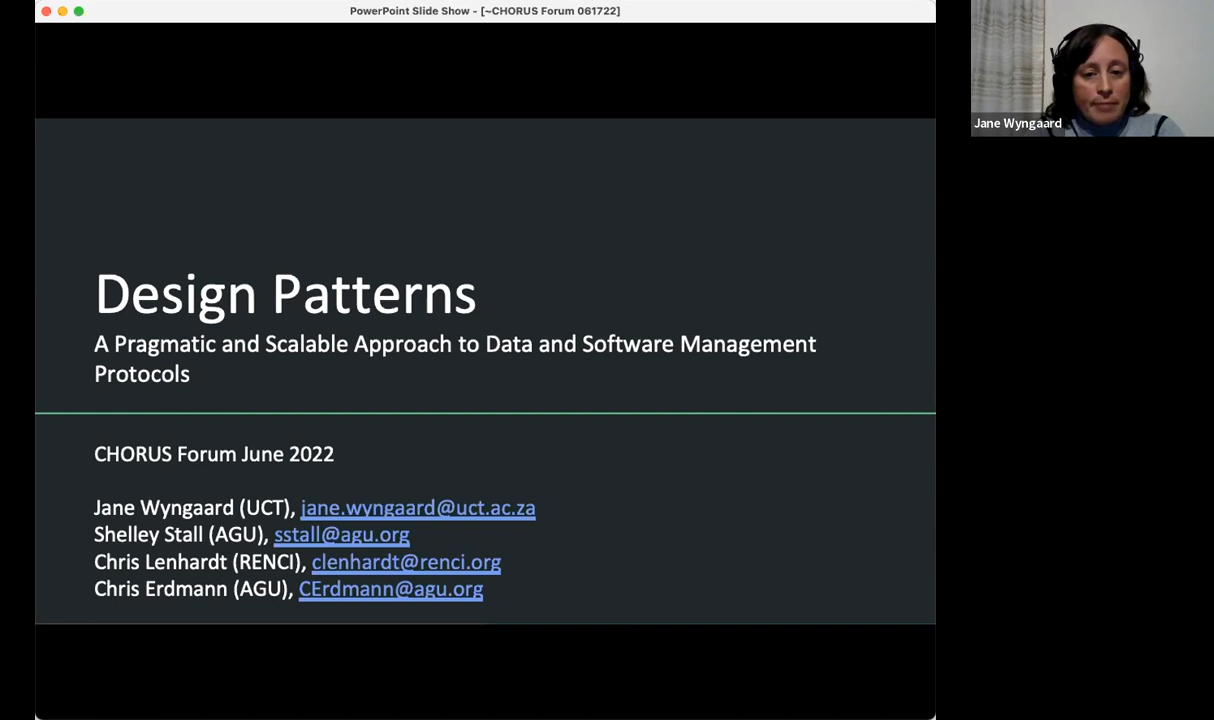 PowerPoint Slide Show - [~CHORUS Forum 061722]
Jane Wyngaard
Design Patterns
A Pragmatic and Scalable Approach to Data and Software Management
Protocols
CHORUS Forum June 2022
Jane Wyngaard (UCT), jane.wyngaard@uct.ac.za
Shelley Stall (AGU), sstall@agu.org
Chris Lenhardt (RENCI), clenhardt@renci.org
Chris Erdmann (AGU), CErdmann@agu.org